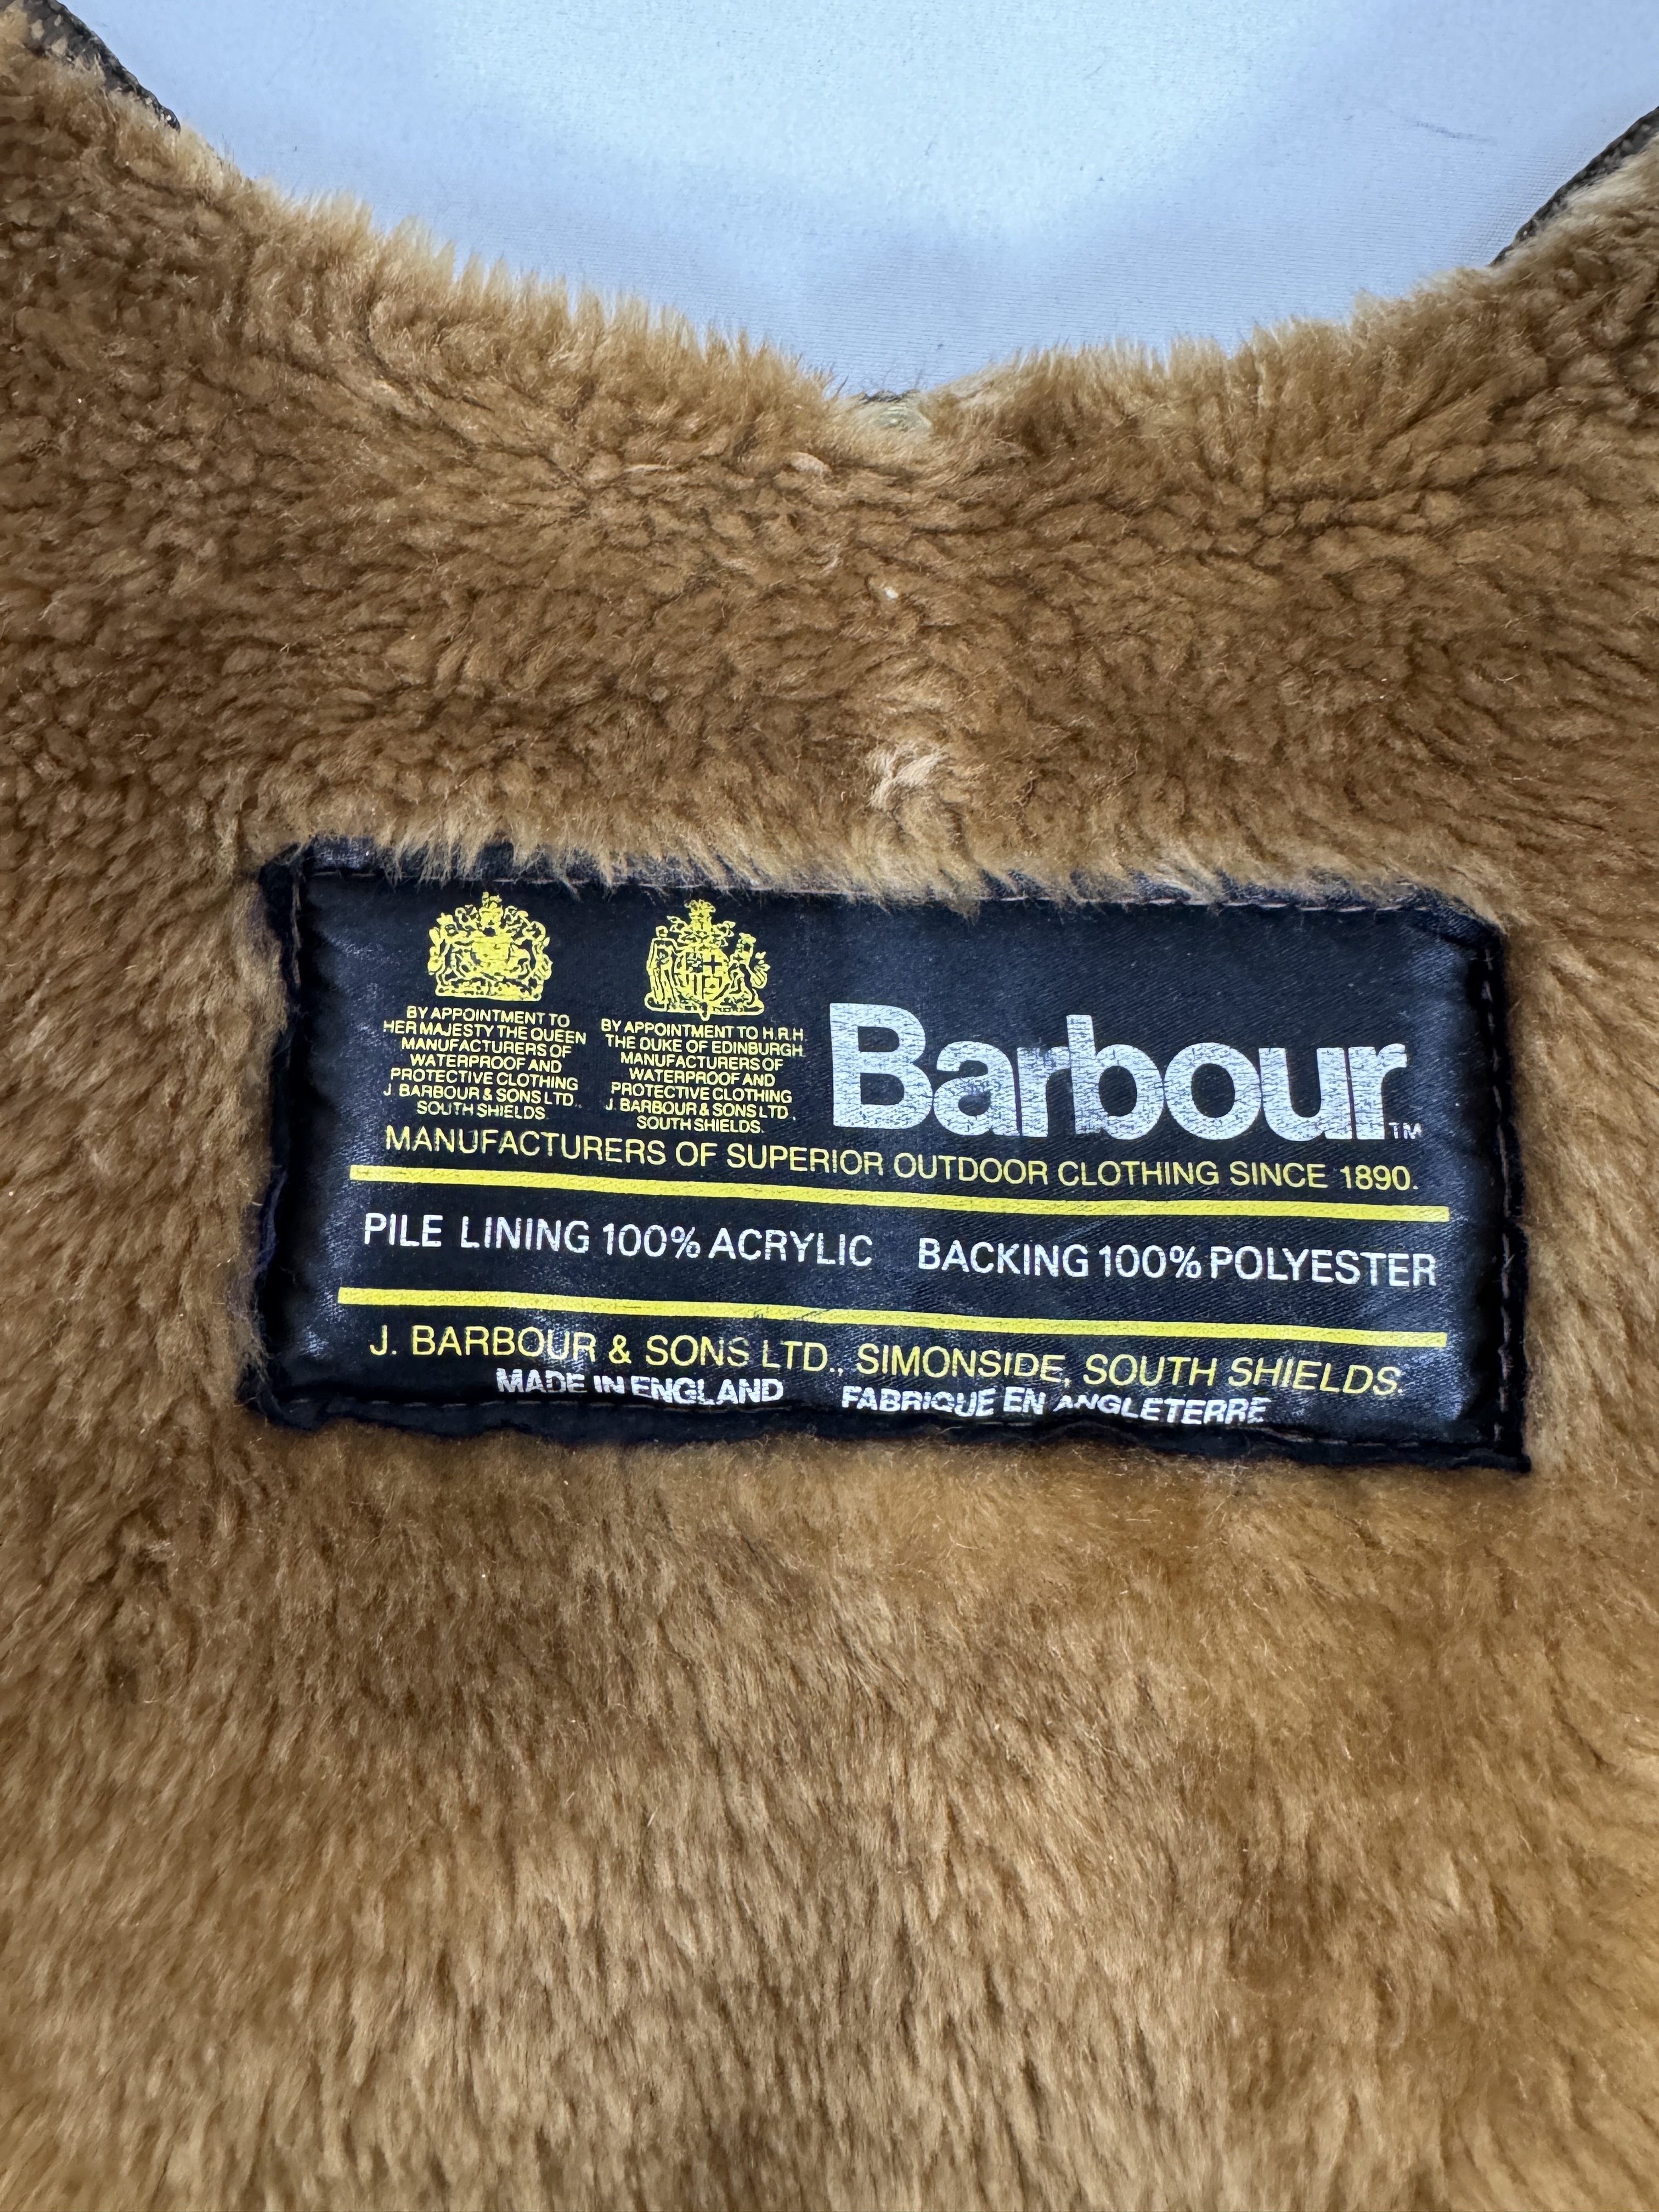 BY APPOINTMENT TO
HER MAJESTY THE QUEEN
MANUFACTURERS OF
WATERPROOF AND
PROTECTIVE CLOTHING
J. BARBOUR & SONS LTD.
SOUTH SHIELDS.
BY APPOINTMENT TO H.R.H
THE DUKE OF EDINBURGH
MANUFACTURERS OF
WATERPROOF AND
PROTECTIVE CLOTHING
J. BARBOUR & SONS LTD,
SOUTH SHIELDS.
Barbour TM
MANUFACTURERS OF SUPERIOR OUTDOOR CLOTHING SINCE 1890.
PILE LINING 100% ACRYLIC BACKING 100% POLYESTER
J. BARBOUR & SONS LTD., SIMONSIDE, SOUTH SHIELDS.
MADE IN ENGLAND FABRIQUE EN ANGLETERRE